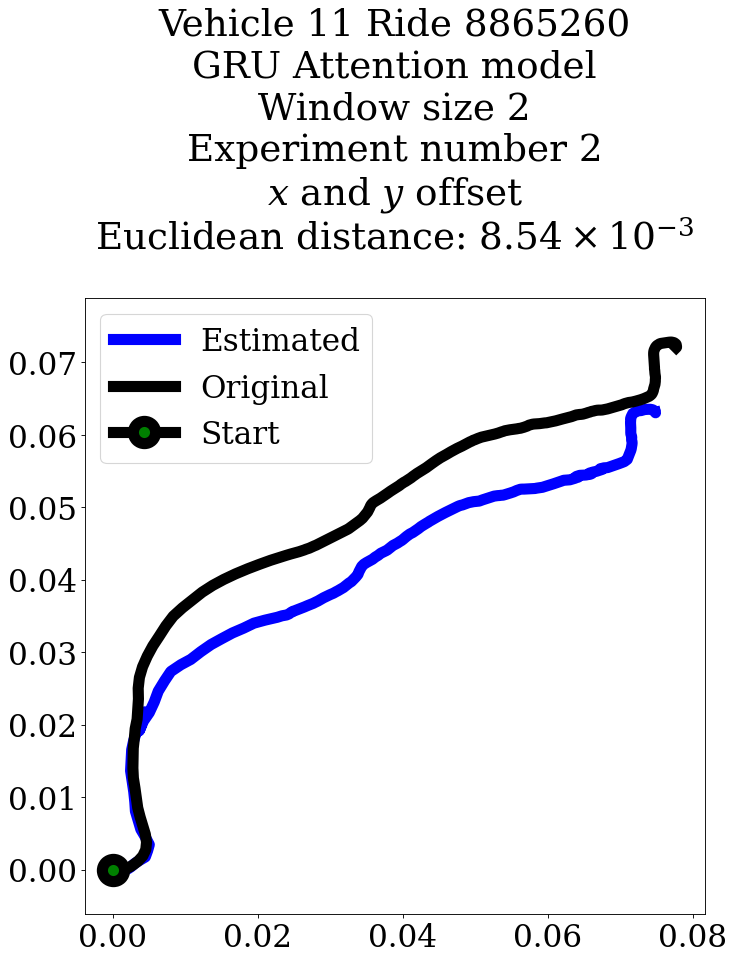 Vehicle 11 Ride 8865260
GRU Attention model
Window size 2
Experiment number 2
x and y offset
Euclidean distance: 8.54 × 10⁻³
Estimated
Original
Start
0.07
0.06
0.05
0.04
0.03
0.02
0.01
0.00
0.00 0.02 0.04 0.06 0.08